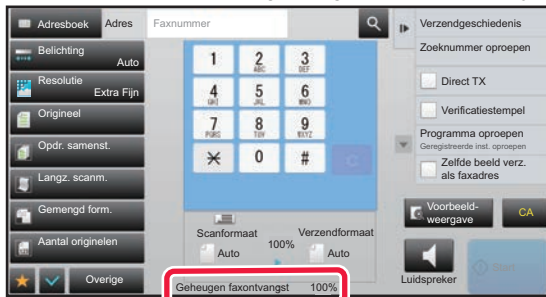 Adresboek
Adres
Faxnummer
Belichting
Auto
Resolutie
Extra Fijn
Origineel
Opdr. samenst.
Langz. scanm.
Gemengd form.
Aantal originelen
Overige
1
2
ABC
3
DEF
4
GHI
5
JKL
6
MNO
7
PQRS
8
TUV
9
WXYZ
0
#
C
Scanformaat
Auto
100%
Verzendformaat
Auto
Geheugen faxontvangst 100%
Verzendgeschiedenis
Zoeknummer oproepen
Direct TX
Verificatiestempel
Programma oproepen
Geregistreerde inst. oproepen
Zelfde beeld verz.
als faxadres
Voorbeeld-
weergave
CA
Luidspreker
Start